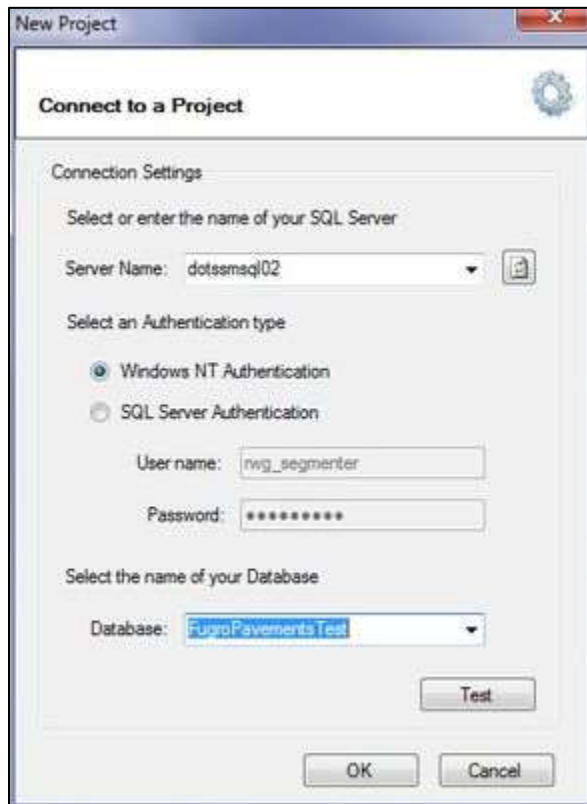 New Project
Connect to a Project
Connection Settings
Select or enter the name of your SQL Server
Server Name: dotssmsql02
Select an Authentication type
Windows NT Authentication
SQL Server Authentication
User name: rwg_segmenter
Password: •••••••••
Select the name of your Database
Database: FugroPavementsTest
Test
OK Cancel